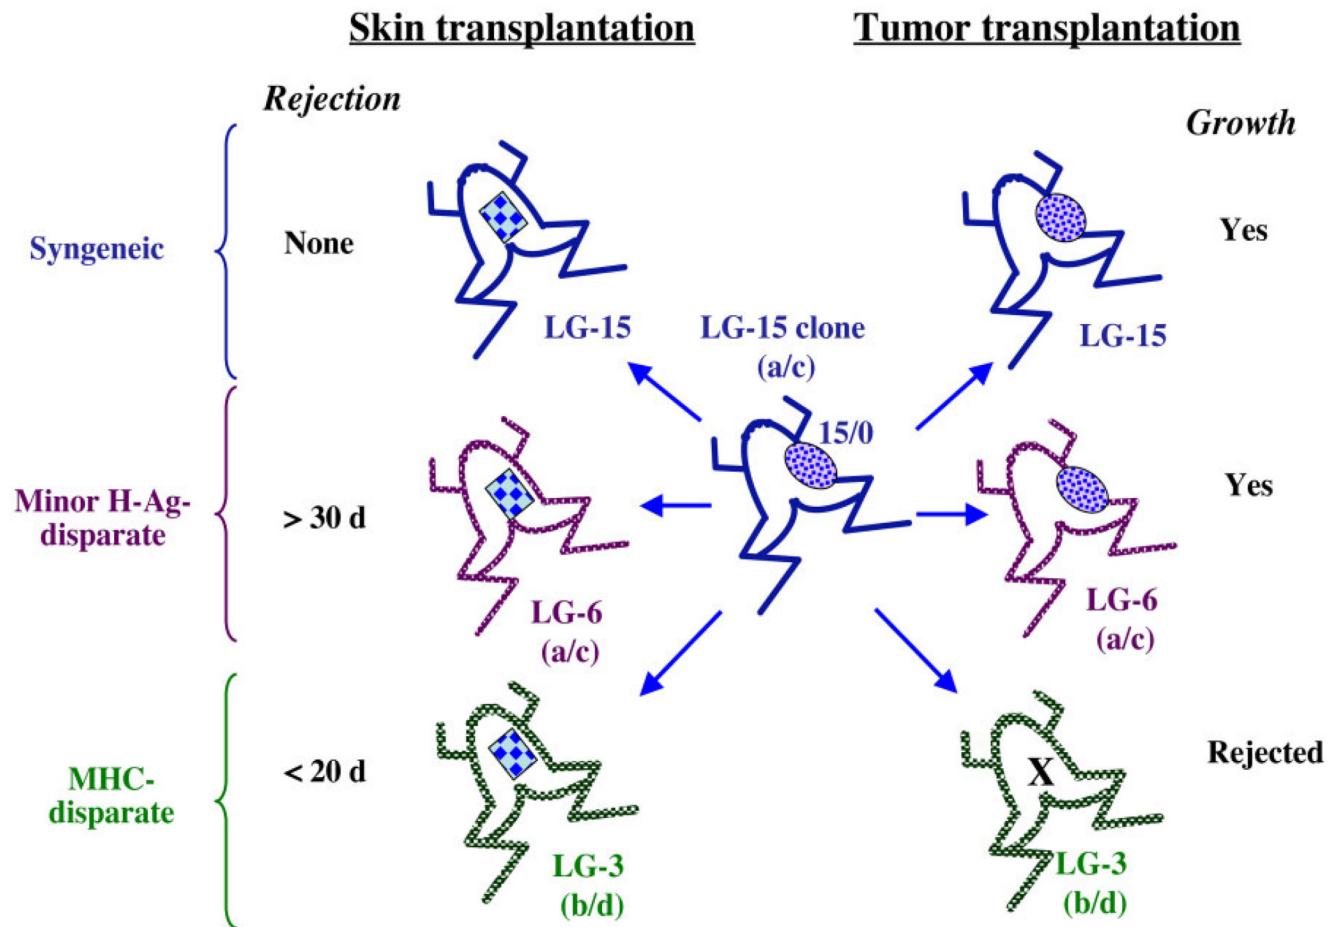 Skin transplantation
Tumor transplantation
Rejection
Growth
Syngeneic
None
Yes
LG-15
LG-15 clone
(a/c)
LG-15
15/0
Minor H-Ag-
disparate
> 30 d
Yes
LG-6
(a/c)
LG-6
(a/c)
MHC-
disparate
< 20 d
X
Rejected
LG-3
(b/d)
LG-3
(b/d)